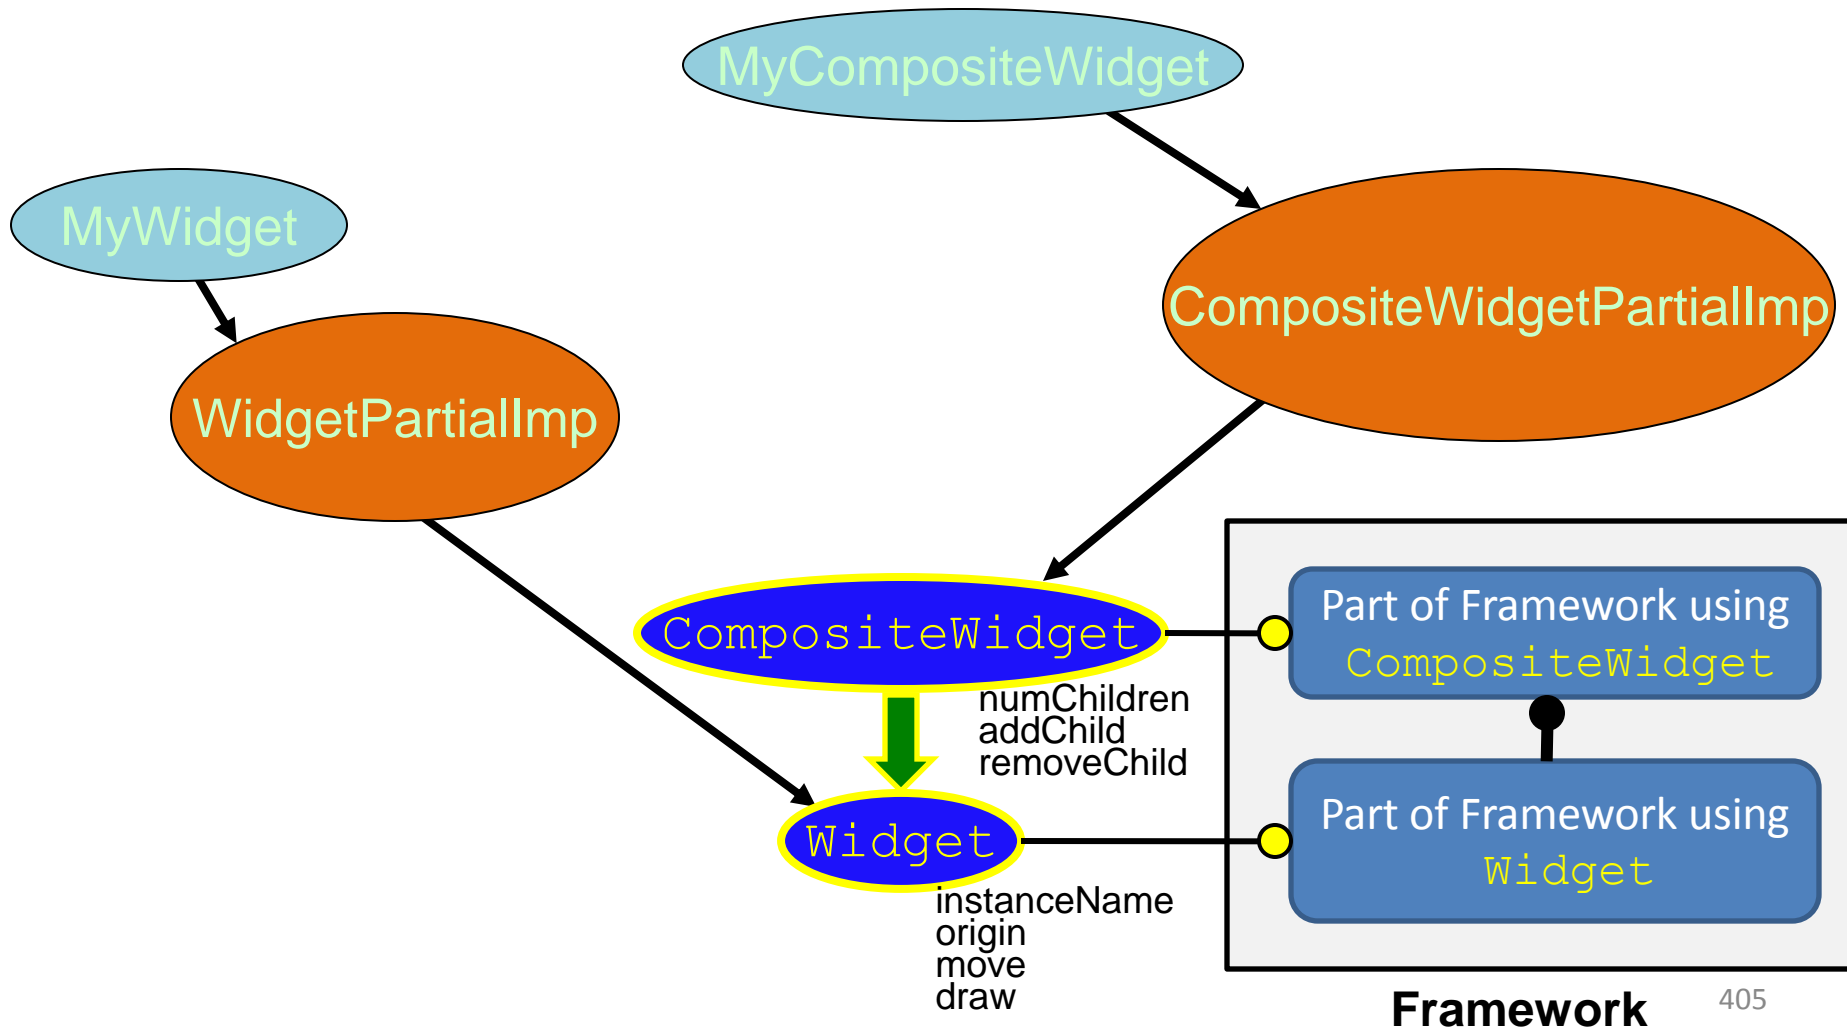 MyCompositeWidget
MyWidget
CompositeWidgetPartialImp
WidgetPartialImp
CompositeWidget
numChildren
addChild
removeChild
Part of Framework using
CompositeWidget
Widget
instanceName
origin
move
draw
Part of Framework using
Widget
Framework
405